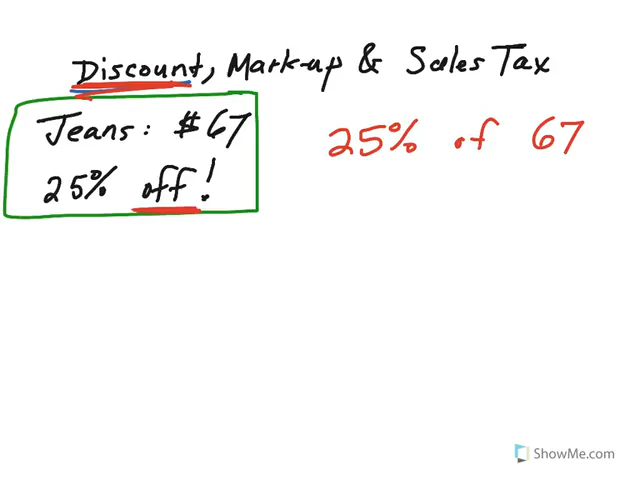 Discount, Mark-up & Sales Tax
Jeans: $67
25% off!
25% of 67
ShowMe.com